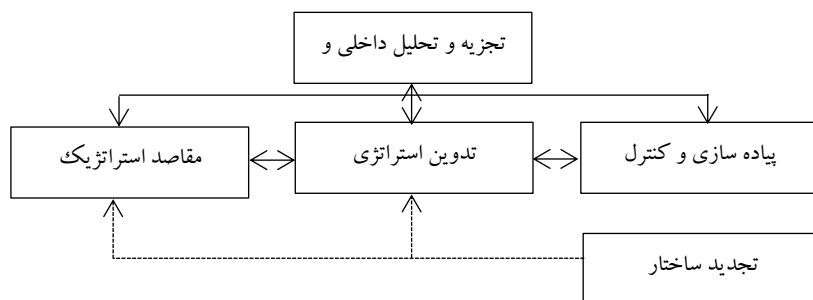 تجزیه و تحلیل داخلی و
مقاصد استراتژیک
تدوین استراتژی
پیاده سازی و کنترل
تجدید ساختار